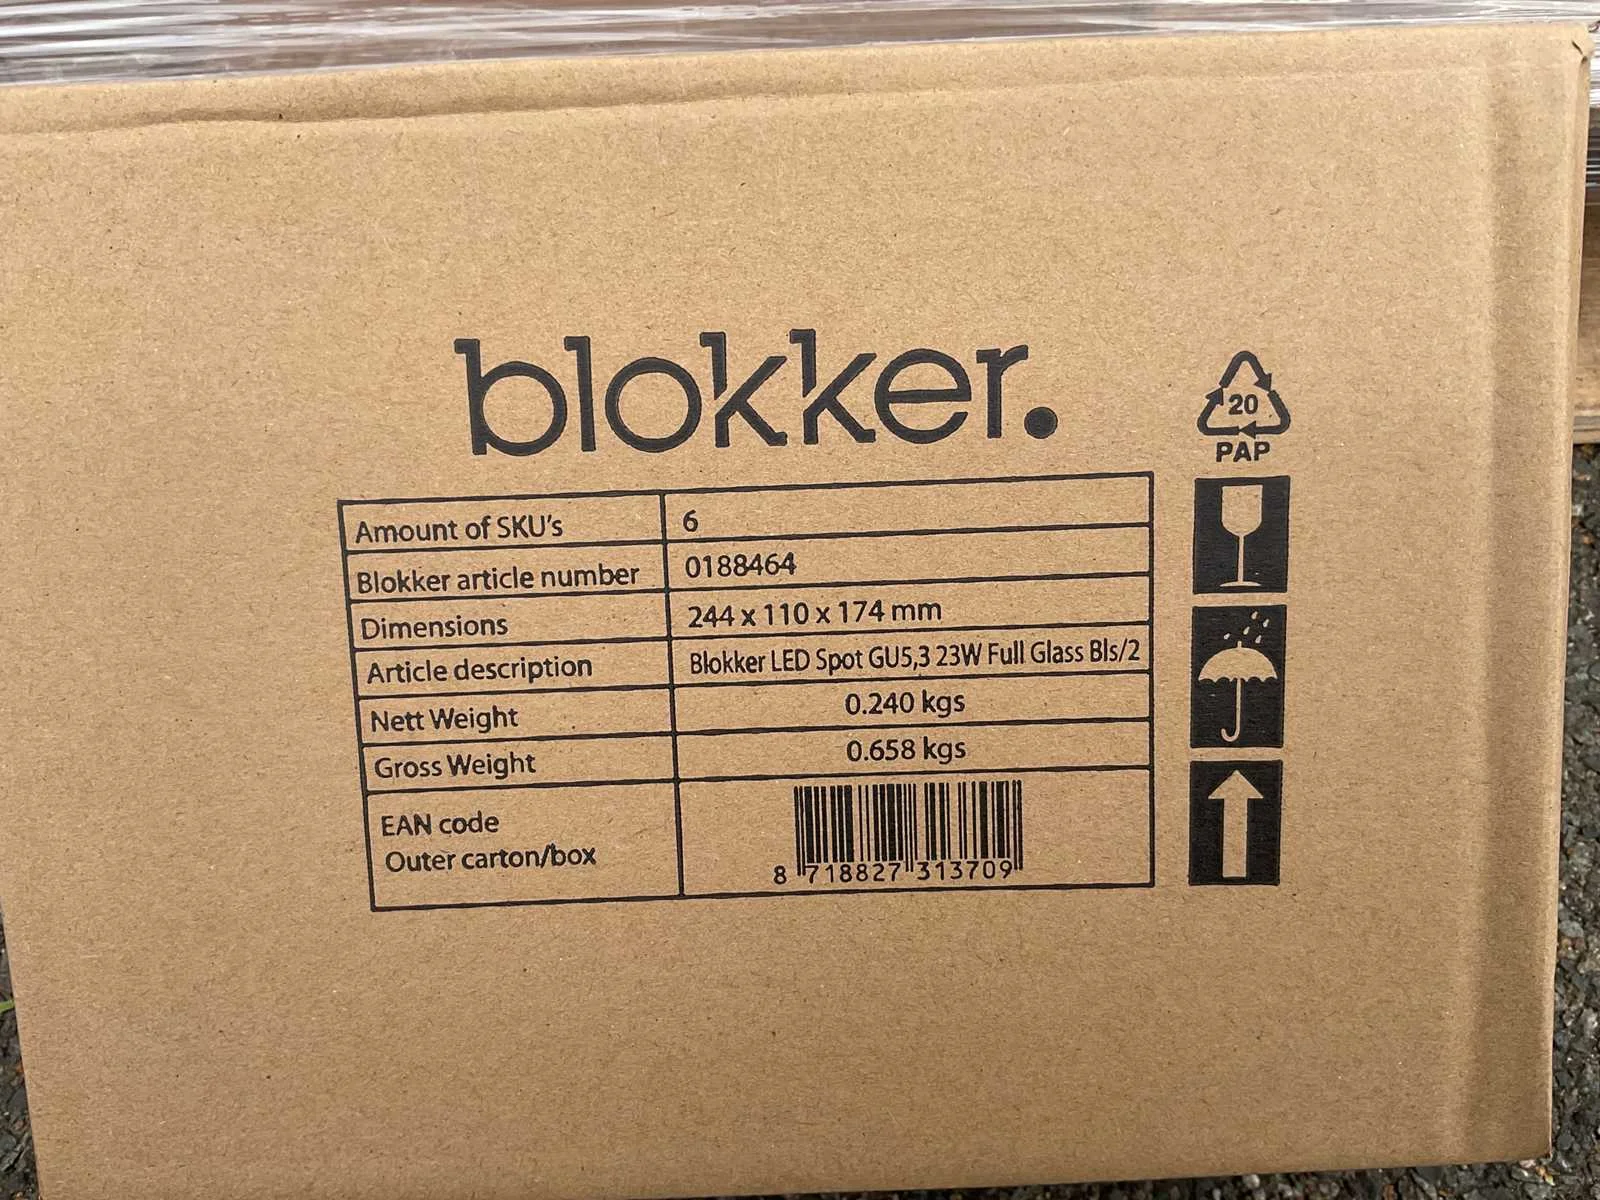 blokker.
20
PAP
Amount of SKU's 6
Blokker article number 0188464
Dimensions 244 x 110 x 174 mm
Article description Blokker LED Spot GU5,3 23W Full Glass Bls/2
Nett Weight 0.240 kgs
Gross Weight 0.658 kgs
EAN code
Outer carton/box
8 718827 313709